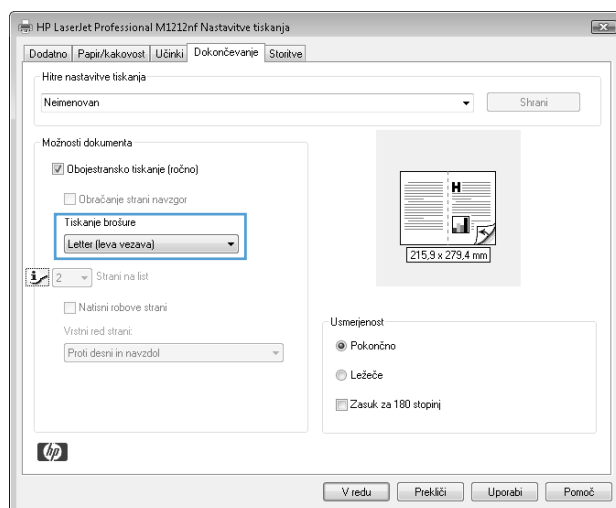 HP LaserJet Professional M1212nf Nastavitve tiskanja
Dodatno Papir/kakovost Učinki Dokončevanje Storitve
Hitre nastavitve tiskanja
Neimenovan
Shrani
Možnosti dokumenta
Obojestransko tiskanje (ročno)
Obračanje strani navzgor
Tiskanje brošure
Letter (leva vezava)
2 Strani na list
Natisni robove strani
Vrstni red strani:
Proti desni in navzdol
H
215,9 x 279,4 mm
Usmerjenost
Pokončno
Ležeče
Zasuk za 180 stopinj
hp
V redu Prekliči Uporabi Pomoč